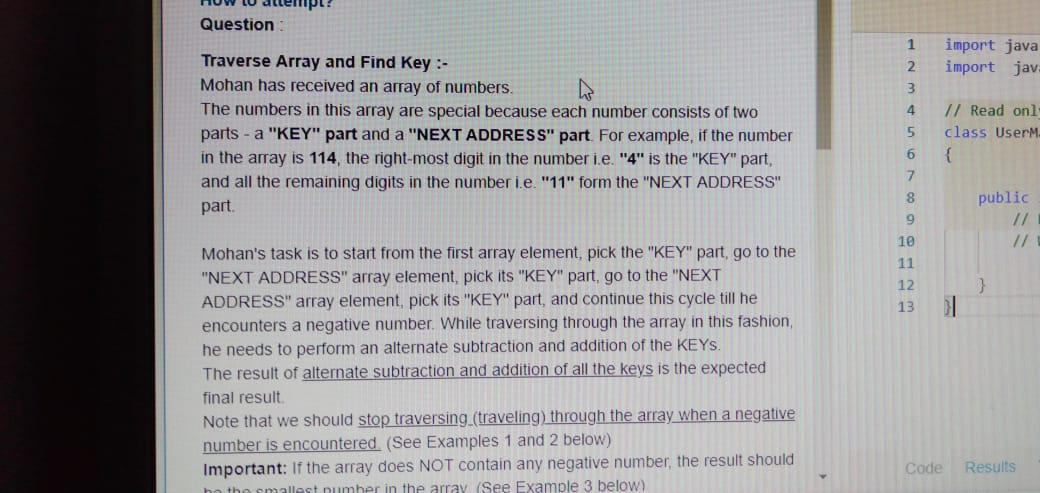 How to attempt?
Question :
Traverse Array and Find Key :-
Mohan has received an array of numbers.
The numbers in this array are special because each number consists of two
parts - a "KEY" part and a "NEXT ADDRESS" part. For example, if the number
in the array is 114, the right-most digit in the number i.e. "4" is the "KEY" part,
and all the remaining digits in the number i.e. "11" form the "NEXT ADDRESS"
part.
Mohan's task is to start from the first array element, pick the "KEY" part, go to the
"NEXT ADDRESS" array element, pick its "KEY" part, go to the "NEXT
ADDRESS" array element, pick its "KEY" part, and continue this cycle till he
encounters a negative number. While traversing through the array in this fashion,
he needs to perform an alternate subtraction and addition of the KEYs.
The result of alternate subtraction and addition of all the keys is the expected
final result.
Note that we should stop traversing (traveling) through the array when a negative
number is encountered. (See Examples 1 and 2 below)
Important: If the array does NOT contain any negative number, the result should
be the smallest number in the array. (See Example 3 below)
1 import java
2 import jav
3
4 // Read onl
5 class UserM
6 {
7
8 public
9 //
10 //
11
12 }
13 }
Code Results